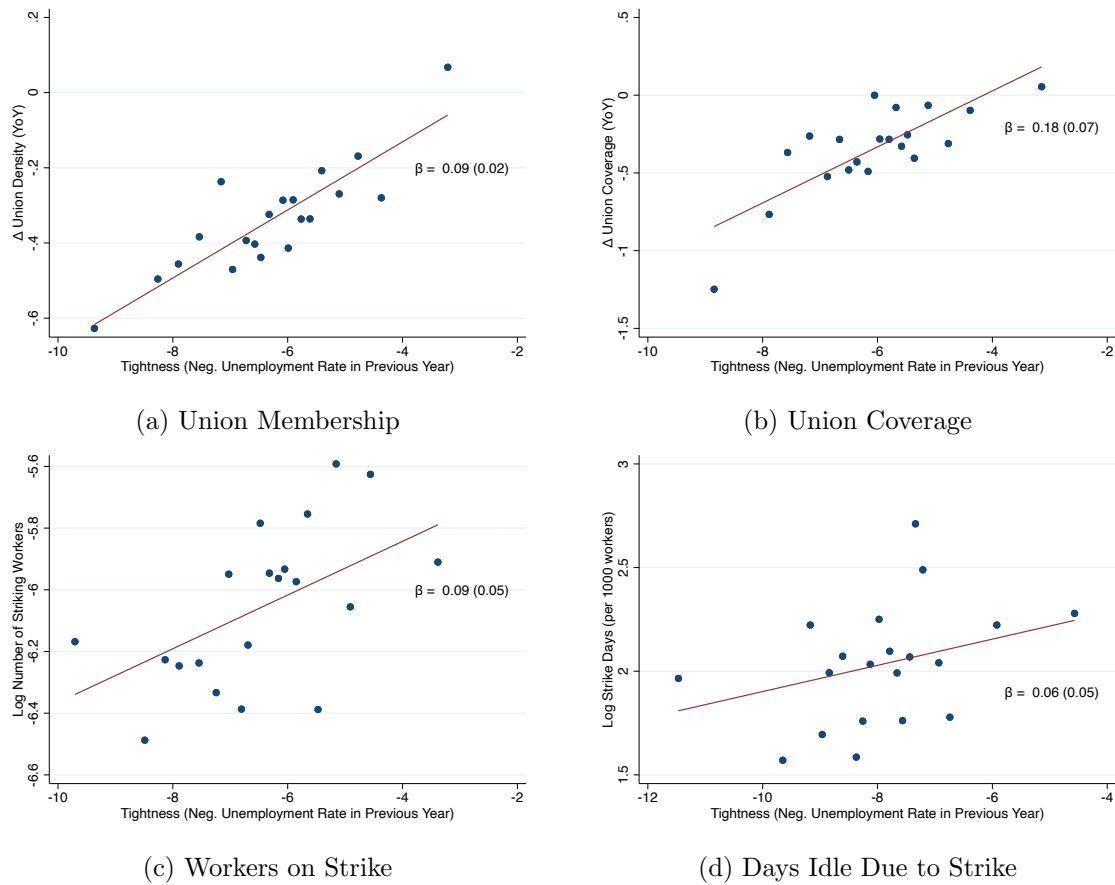 .2
0
-.2
-.4
-.6
Δ Union Density (YoY)
β = 0.09 (0.02)
-10
-8
-6
-4
-2
Tightness (Neg. Unemployment Rate in Previous Year)
(a) Union Membership
.5
0
-.5
-1
-1.5
Δ Union Coverage (YoY)
β = 0.18 (0.07)
-10
-8
-6
-4
-2
Tightness (Neg. Unemployment Rate in Previous Year)
(b) Union Coverage
-5.6
-5.8
-6
-6.2
-6.4
-6.6
Log Number of Striking Workers
β = 0.09 (0.05)
-10
-8
-6
-4
-2
Tightness (Neg. Unemployment Rate in Previous Year)
(c) Workers on Strike
3
2.5
2
1.5
Log Strike Days (per 1000 workers)
β = 0.06 (0.05)
-12
-10
-8
-6
-4
Tightness (Neg. Unemployment Rate in Previous Year)
(d) Days Idle Due to Strike